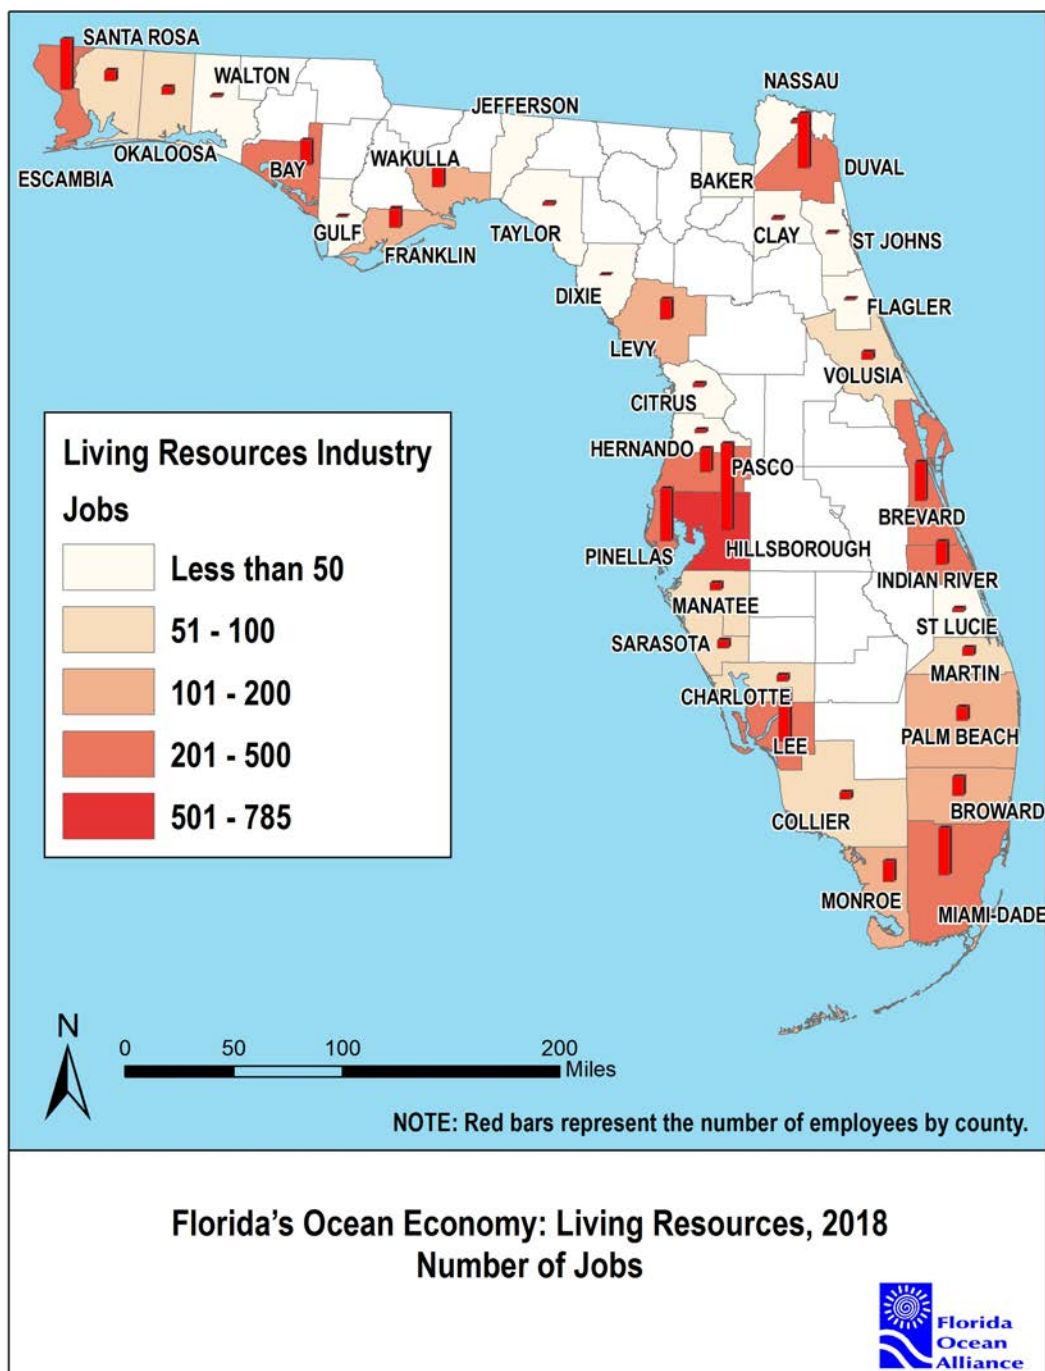 SANTA ROSA
WALTON
NASSAU
JEFFERSON
OKALOOSA
WAKULLA
BAY
DUVAL
ESCAMBIA
BAKER
GULF
TAYLOR
CLAY
ST JOHNS
FRANKLIN
DIXIE
FLAGLER
LEVY
VOLUSIA
CITRUS
HERNANDO
PASCO
BREVARD
PINELLAS
HILLSBOROUGH
INDIAN RIVER
MANATEE
ST LUCIE
SARASOTA
MARTIN
CHARLOTTE
PALM BEACH
LEE
BROWARD
COLLIER
MONROE
MIAMI-DADE
Living Resources Industry
Jobs
Less than 50
51 - 100
101 - 200
201 - 500
501 - 785
N
0 50 100 200
Miles
NOTE: Red bars represent the number of employees by county.
Florida's Ocean Economy: Living Resources, 2018
Number of Jobs
Florida
Ocean
Alliance